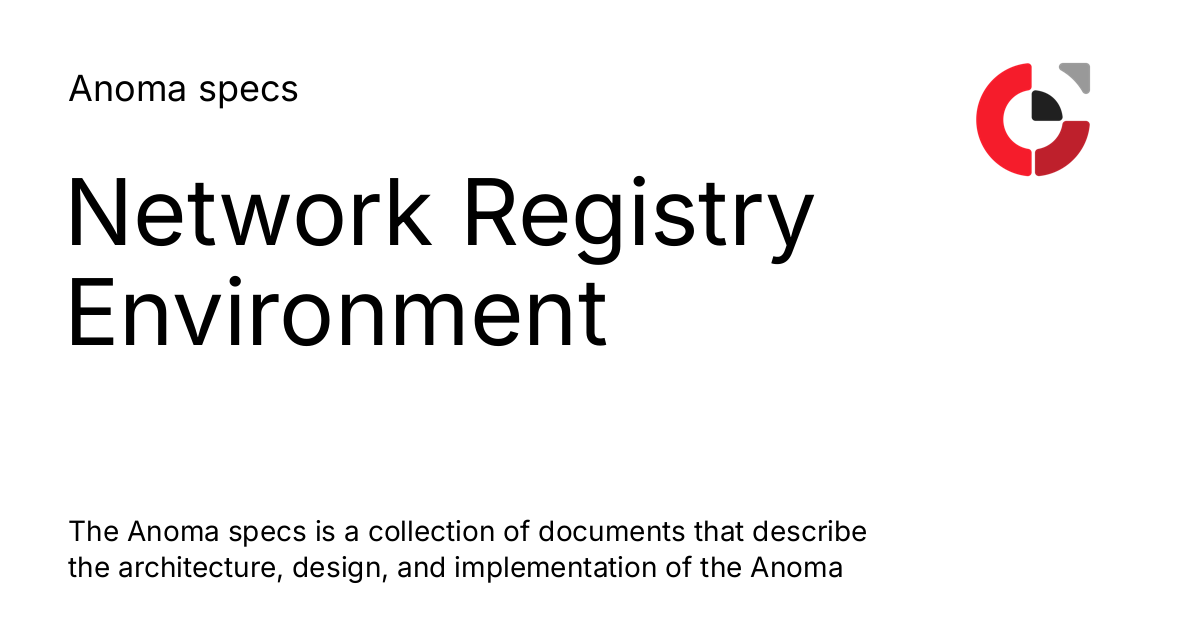 Anoma specs
Network Registry
Environment
The Anoma specs is a collection of documents that describe
the architecture, design, and implementation of the Anoma